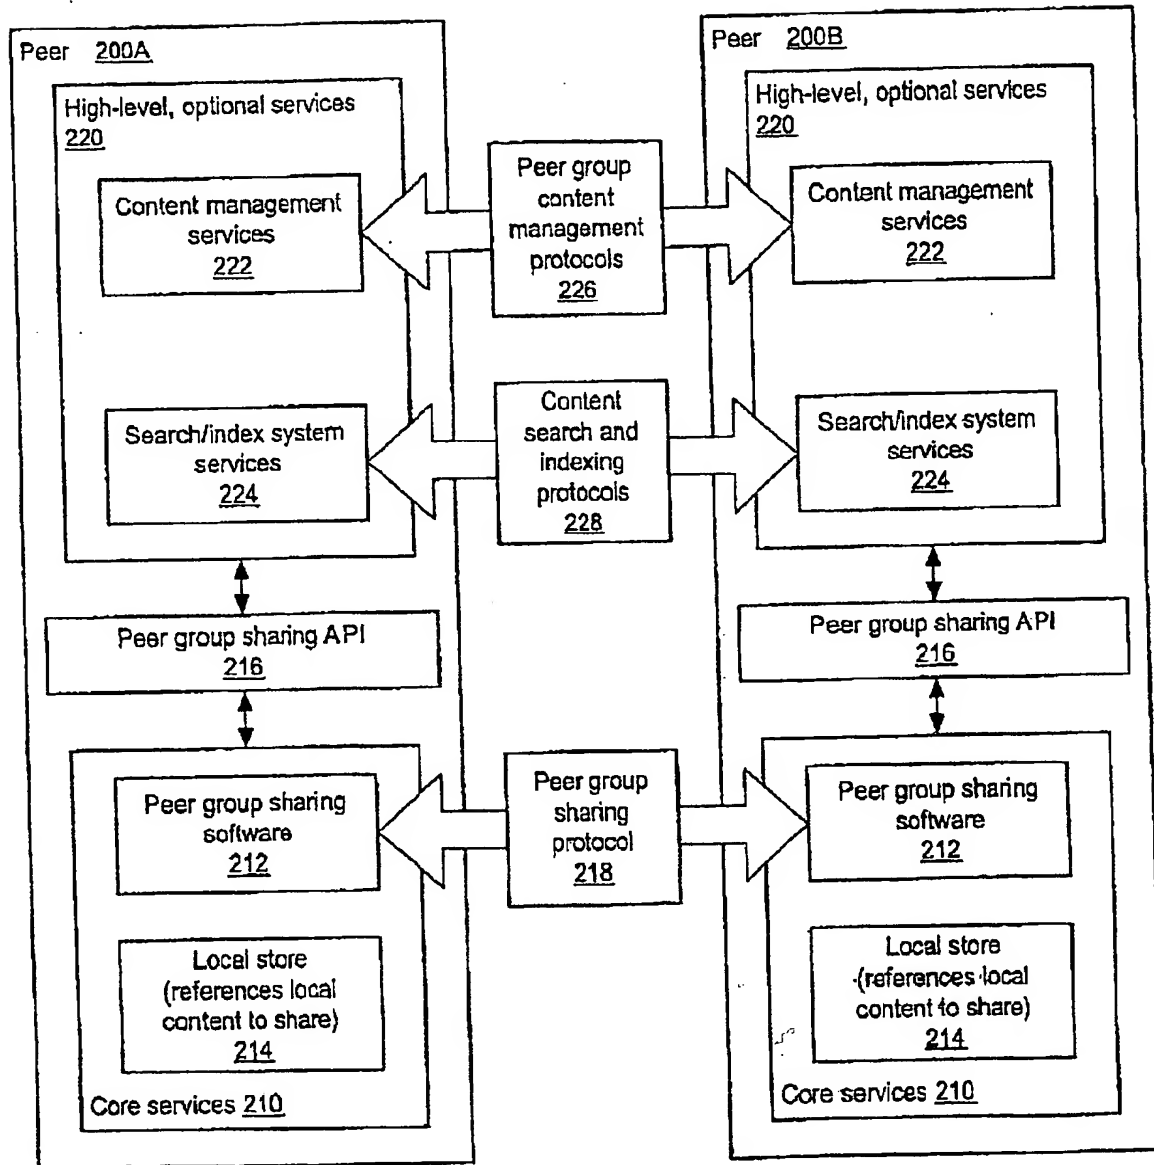 Peer 200A
High-level, optional services
220
Content management
services
222
Search/index system
services
224
Peer group sharing API
216
Peer group sharing
software
212
Local store
(references local
content to share)
214
Core services 210
Peer group
content
management
protocols
226
Content
search and
indexing
protocols
228
Peer group
sharing
protocol
218
Peer 200B
High-level, optional services
220
Content management
services
222
Search/index system
services
224
Peer group sharing API
216
Peer group sharing
software
212
Local store
(references local
content to share)
214
Core services 210